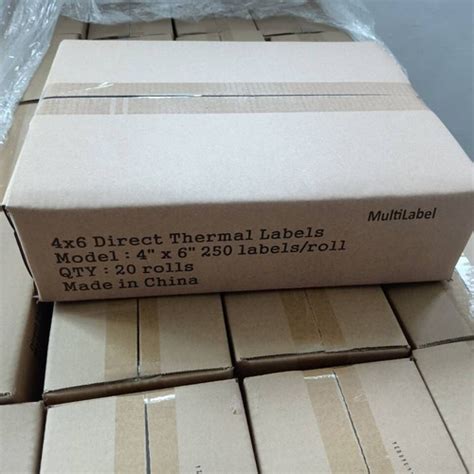 MultiLabel
4x6 Direct Thermal Labels
Model : 4" x 6" 250 labels/roll
QTY : 20 rolls
Made in China